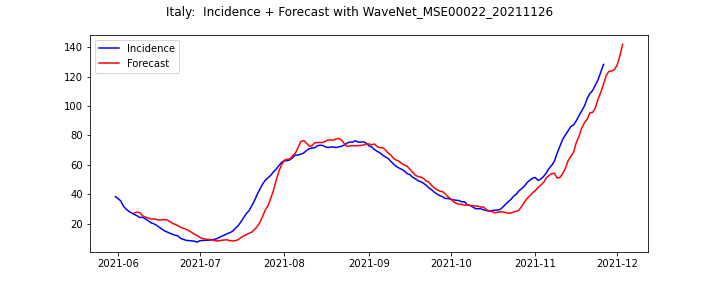 Italy:  Incidence + Forecast with WaveNet_MSE00022_20211126
Incidence
Forecast
140
120
100
80
60
40
20
2021-06 2021-07 2021-08 2021-09 2021-10 2021-11 2021-12